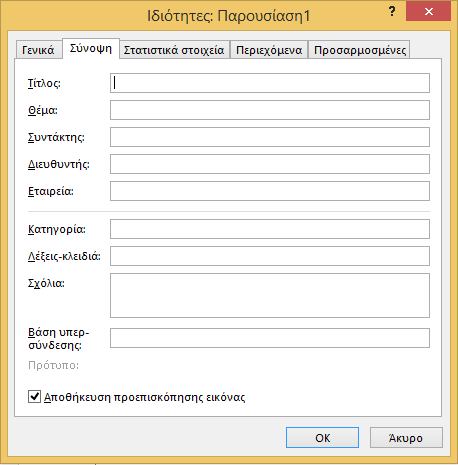 Ιδιότητες: Παρουσίαση1
?
Γενικά Σύνοψη Στατιστικά στοιχεία Περιεχόμενα Προσαρμοσμένες
Τίτλος:
Θέμα:
Συντάκτης:
Διευθυντής:
Εταιρεία:
Κατηγορία:
Λέξεις-κλειδιά:
Σχόλια:
Βάση υπερ-
σύνδεσης:
Πρότυπο:
Αποθήκευση προεπισκόπησης εικόνας
OK Άκυρο